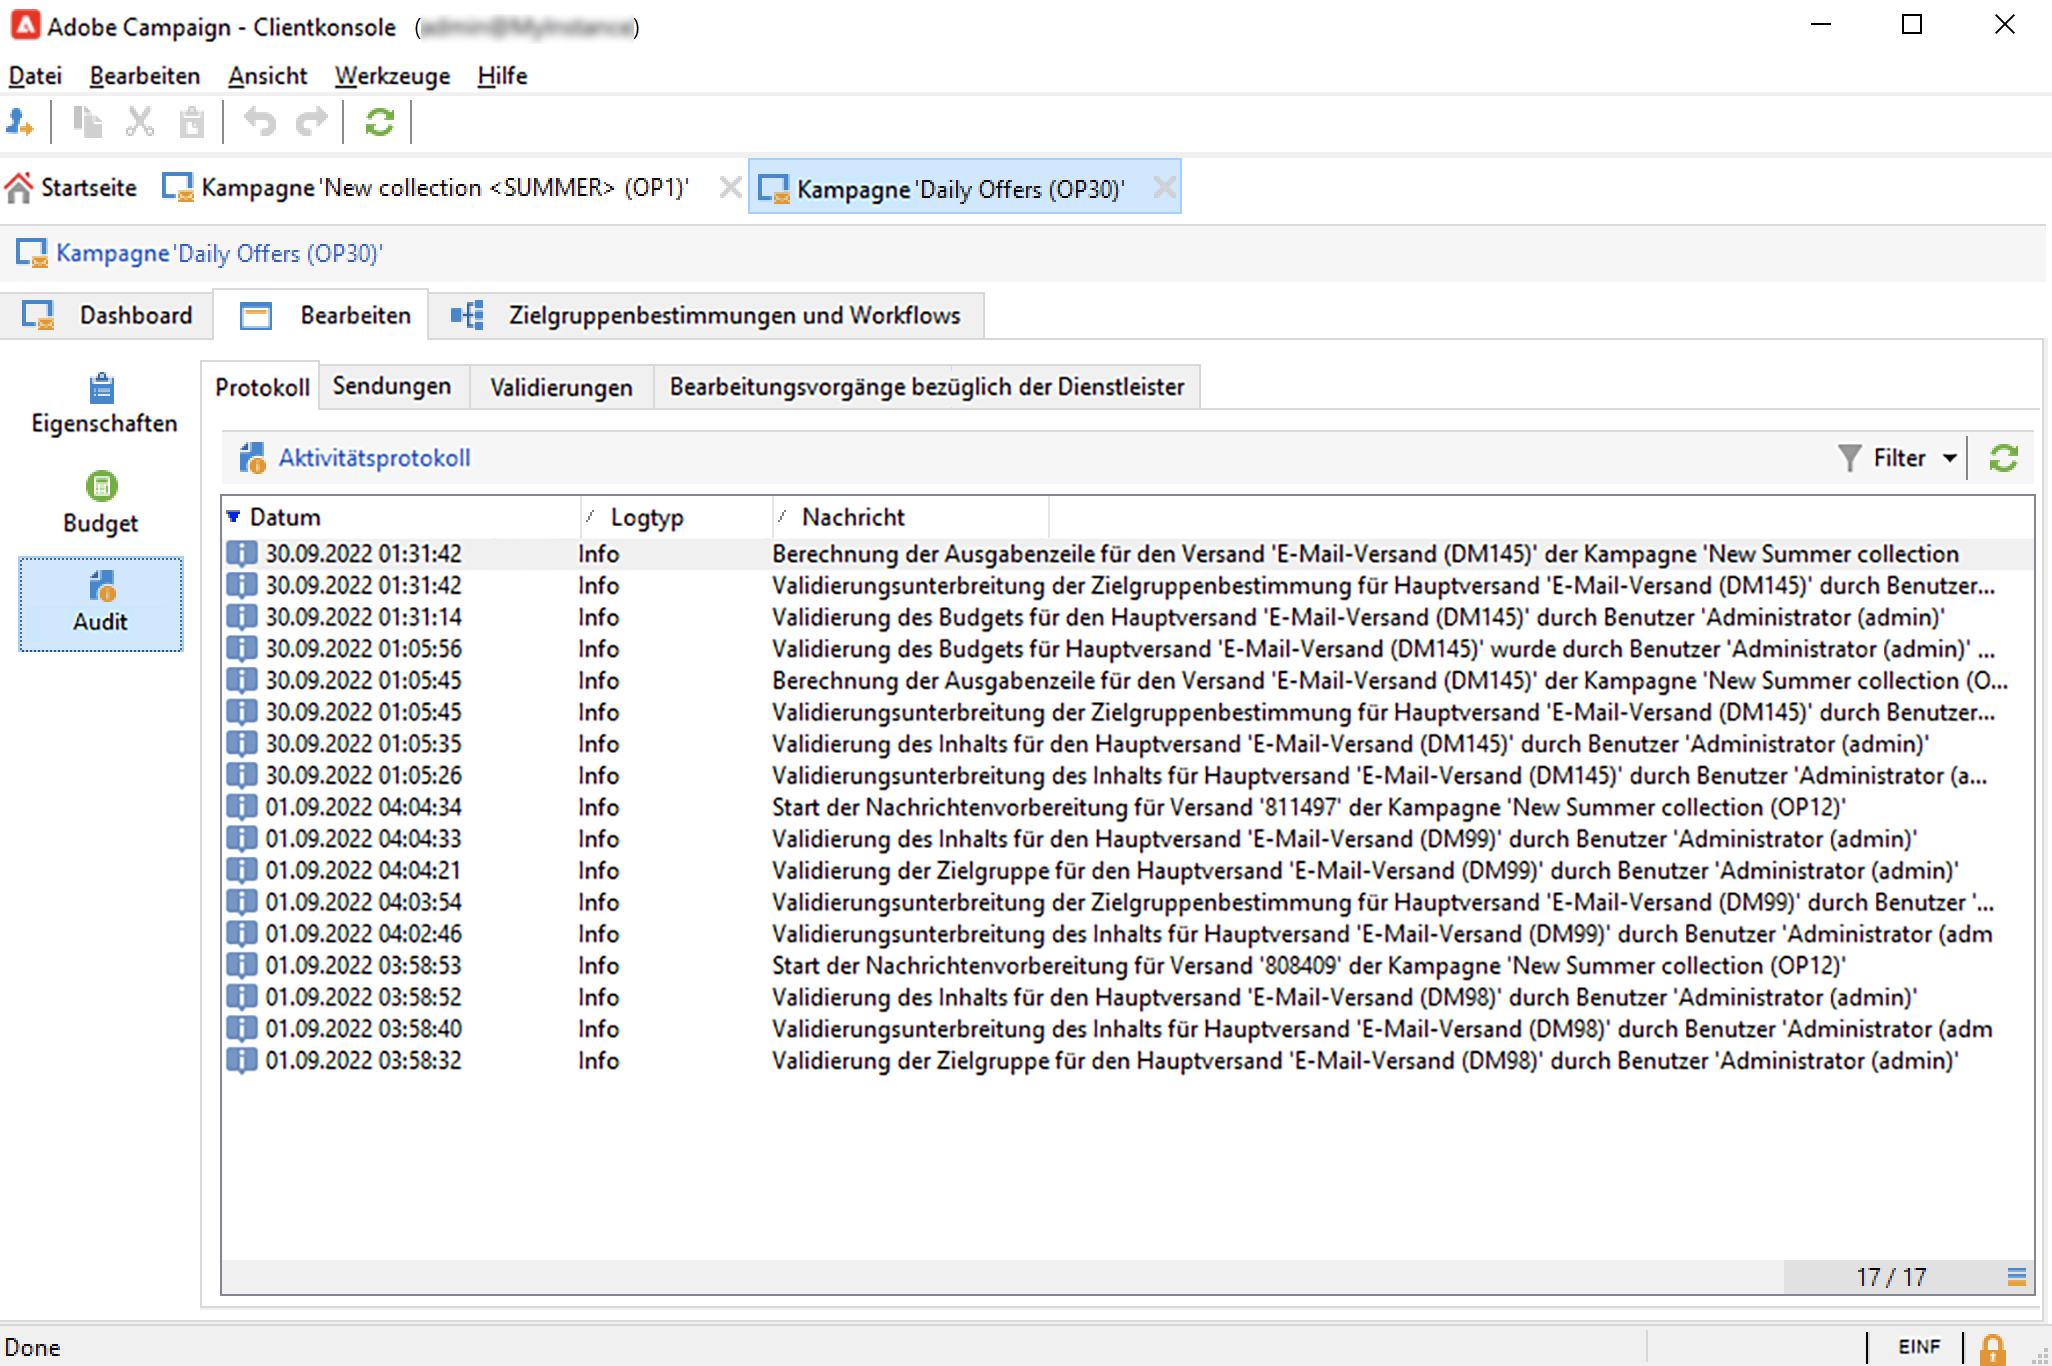 Adobe Campaign - Clientkonsole ( )
Datei Bearbeiten Ansicht Werkzeuge Hilfe
Startseite Kampagne 'New collection <SUMMER> (OP1)' Kampagne 'Daily Offers (OP30)'
Kampagne 'Daily Offers (OP30)'
Dashboard Bearbeiten Zielgruppenbestimmungen und Workflows
Eigenschaften
Budget
Audit
Protokoll Sendungen Validierungen Bearbeitungsvorgänge bezüglich der Dienstleister
Aktivitätsprotokoll Filter
Datum Logtyp Nachricht
30.09.2022 01:31:42 Info Berechnung der Ausgabenzeile für den Versand 'E-Mail-Versand (DM145)' der Kampagne 'New Summer collection
30.09.2022 01:31:42 Info Validierungsunterbreitung der Zielgruppenbestimmung für Hauptversand 'E-Mail-Versand (DM145)' durch Benutzer...
30.09.2022 01:31:14 Info Validierung des Budgets für den Hauptversand 'E-Mail-Versand (DM145)' durch Benutzer 'Administrator (admin)'
30.09.2022 01:05:56 Info Validierung des Budgets für Hauptversand 'E-Mail-Versand (DM145)' wurde durch Benutzer 'Administrator (admin)' ...
30.09.2022 01:05:45 Info Berechnung der Ausgabenzeile für den Versand 'E-Mail-Versand (DM145)' der Kampagne 'New Summer collection (O...
30.09.2022 01:05:45 Info Validierungsunterbreitung der Zielgruppenbestimmung für Hauptversand 'E-Mail-Versand (DM145)' durch Benutzer...
30.09.2022 01:05:35 Info Validierung des Inhalts für den Hauptversand 'E-Mail-Versand (DM145)' durch Benutzer 'Administrator (admin)'
30.09.2022 01:05:26 Info Validierungsunterbreitung des Inhalts für Hauptversand 'E-Mail-Versand (DM145)' durch Benutzer 'Administrator (a...
01.09.2022 04:04:34 Info Start der Nachrichtenvorbereitung für Versand '811497' der Kampagne 'New Summer collection (OP12)'
01.09.2022 04:04:33 Info Validierung des Inhalts für den Hauptversand 'E-Mail-Versand (DM99)' durch Benutzer 'Administrator (admin)'
01.09.2022 04:04:21 Info Validierung der Zielgruppe für den Hauptversand 'E-Mail-Versand (DM99)' durch Benutzer 'Administrator (admin)'
01.09.2022 04:03:54 Info Validierungsunterbreitung der Zielgruppenbestimmung für Hauptversand 'E-Mail-Versand (DM99)' durch Benutzer '...
01.09.2022 04:02:46 Info Validierungsunterbreitung des Inhalts für Hauptversand 'E-Mail-Versand (DM99)' durch Benutzer 'Administrator (adm
01.09.2022 03:58:53 Info Start der Nachrichtenvorbereitung für Versand '808409' der Kampagne 'New Summer collection (OP12)'
01.09.2022 03:58:52 Info Validierung des Inhalts für den Hauptversand 'E-Mail-Versand (DM98)' durch Benutzer 'Administrator (admin)'
01.09.2022 03:58:40 Info Validierungsunterbreitung des Inhalts für Hauptversand 'E-Mail-Versand (DM98)' durch Benutzer 'Administrator (adm
01.09.2022 03:58:32 Info Validierung der Zielgruppe für den Hauptversand 'E-Mail-Versand (DM98)' durch Benutzer 'Administrator (admin)'
17 / 17
Done EINF